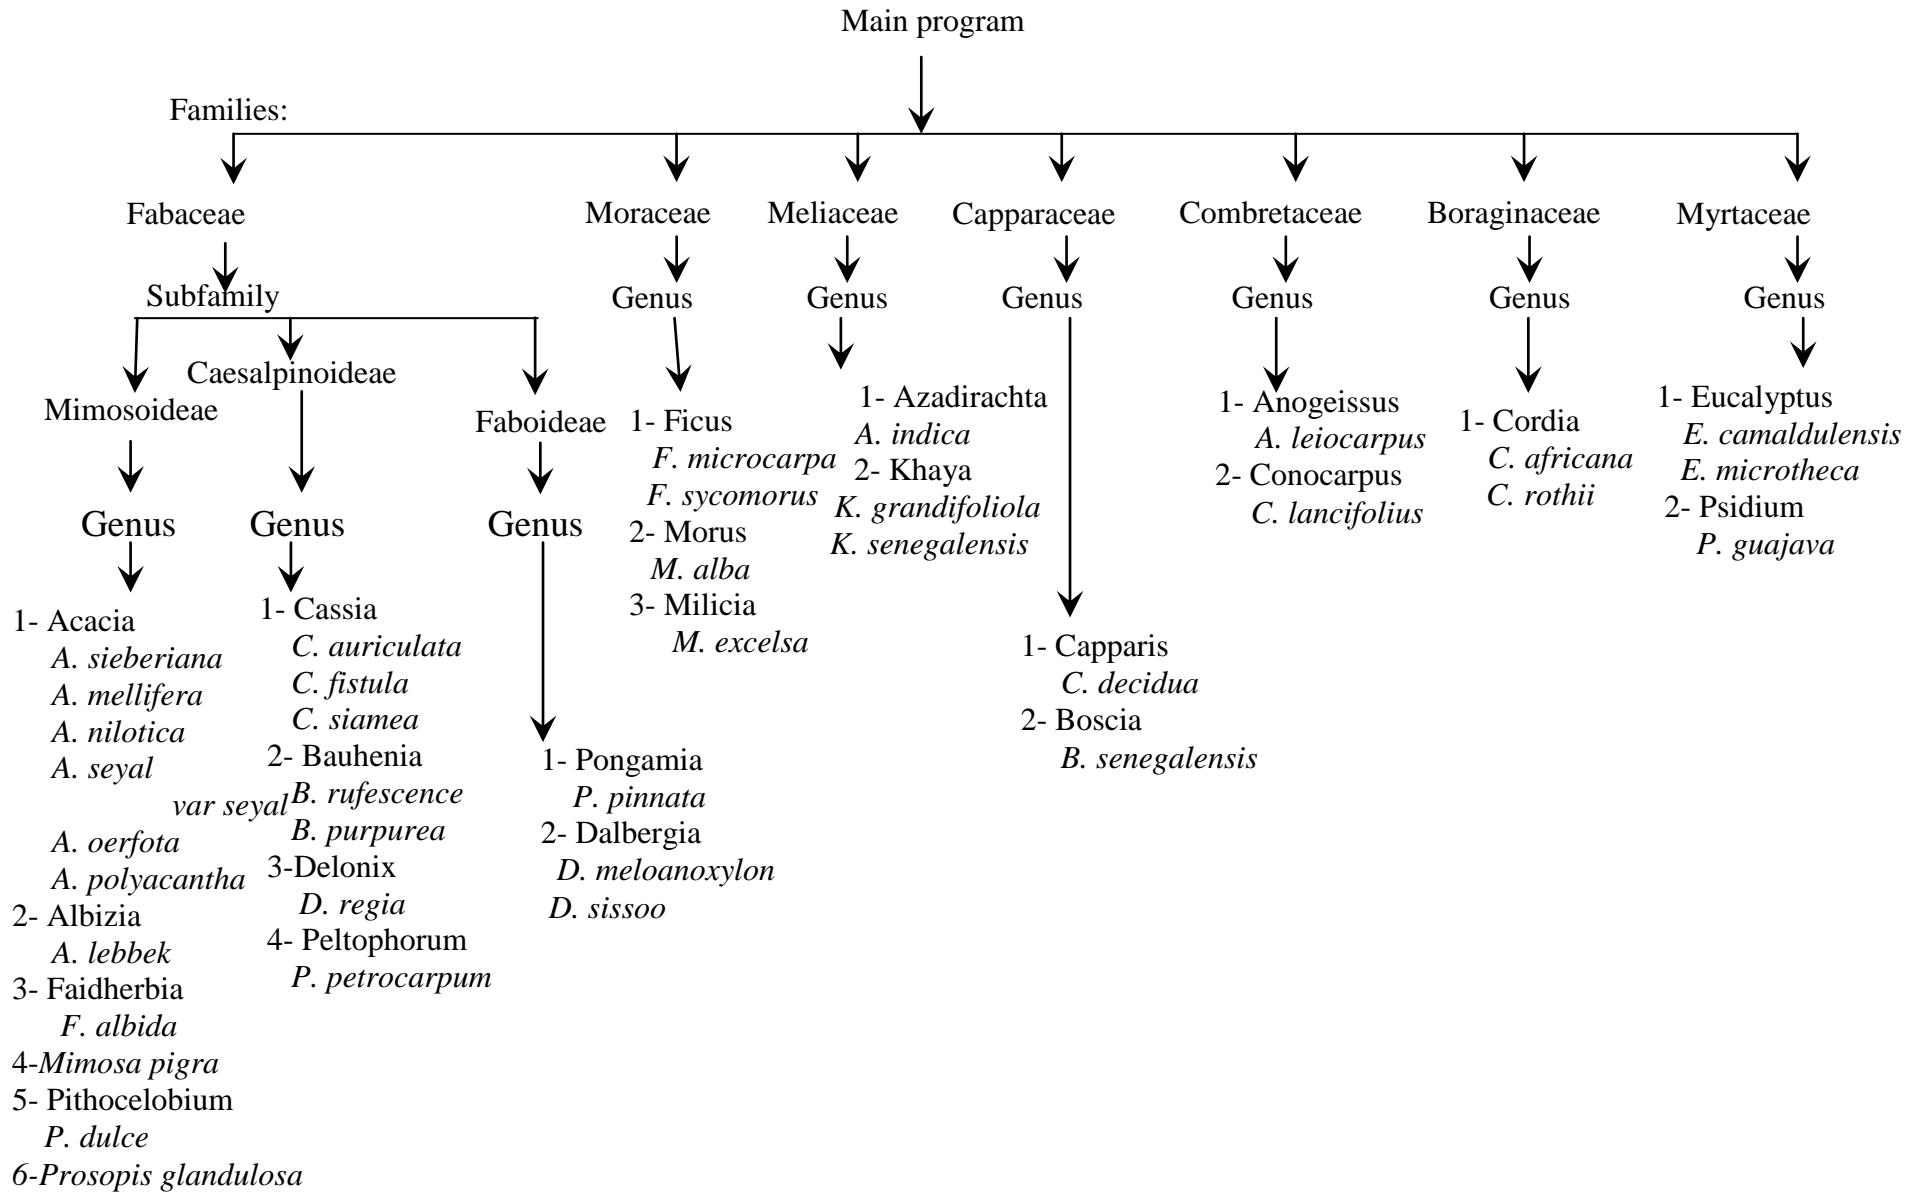 Main program
Families:
Fabaceae
Moraceae
Meliaceae
Capparaceae
Combretaceae
Boraginaceae
Myrtaceae
Subfamily
Genus
Genus
Genus
Genus
Genus
Genus
Mimosoideae
Caesalpinoideae
Faboideae
Genus
Genus
Genus
1- Acacia
A. sieberiana
A. mellifera
A. nilotica
A. seyal
var seyal
A. oerfota
A. polyacantha
2- Albizia
A. lebbek
3- Faidherbia
F. albida
4-Mimosa pigra
5- Pithocelobium
P. dulce
6-Prosopis glandulosa
1- Cassia
C. auriculata
C. fistula
C. siamea
2- Bauhenia
B. rufescence
B. purpurea
3-Delonix
D. regia
4- Peltophorum
P. petrocarpum
1- Pongamia
P. pinnata
2- Dalbergia
D. meloanoxylon
D. sissoo
1- Ficus
F. microcarpa
F. sycomorus
2- Morus
M. alba
3- Milicia
M. excelsa
1- Azadirachta
A. indica
2- Khaya
K. grandifoliola
K. senegalensis
1- Capparis
C. decidua
2- Boscia
B. senegalensis
1- Anogeissus
A. leiocarpus
2- Conocarpus
C. lancifolius
1- Cordia
C. africana
C. rothii
1- Eucalyptus
E. camaldulensis
E. microtheca
2- Psidium
P. guajava